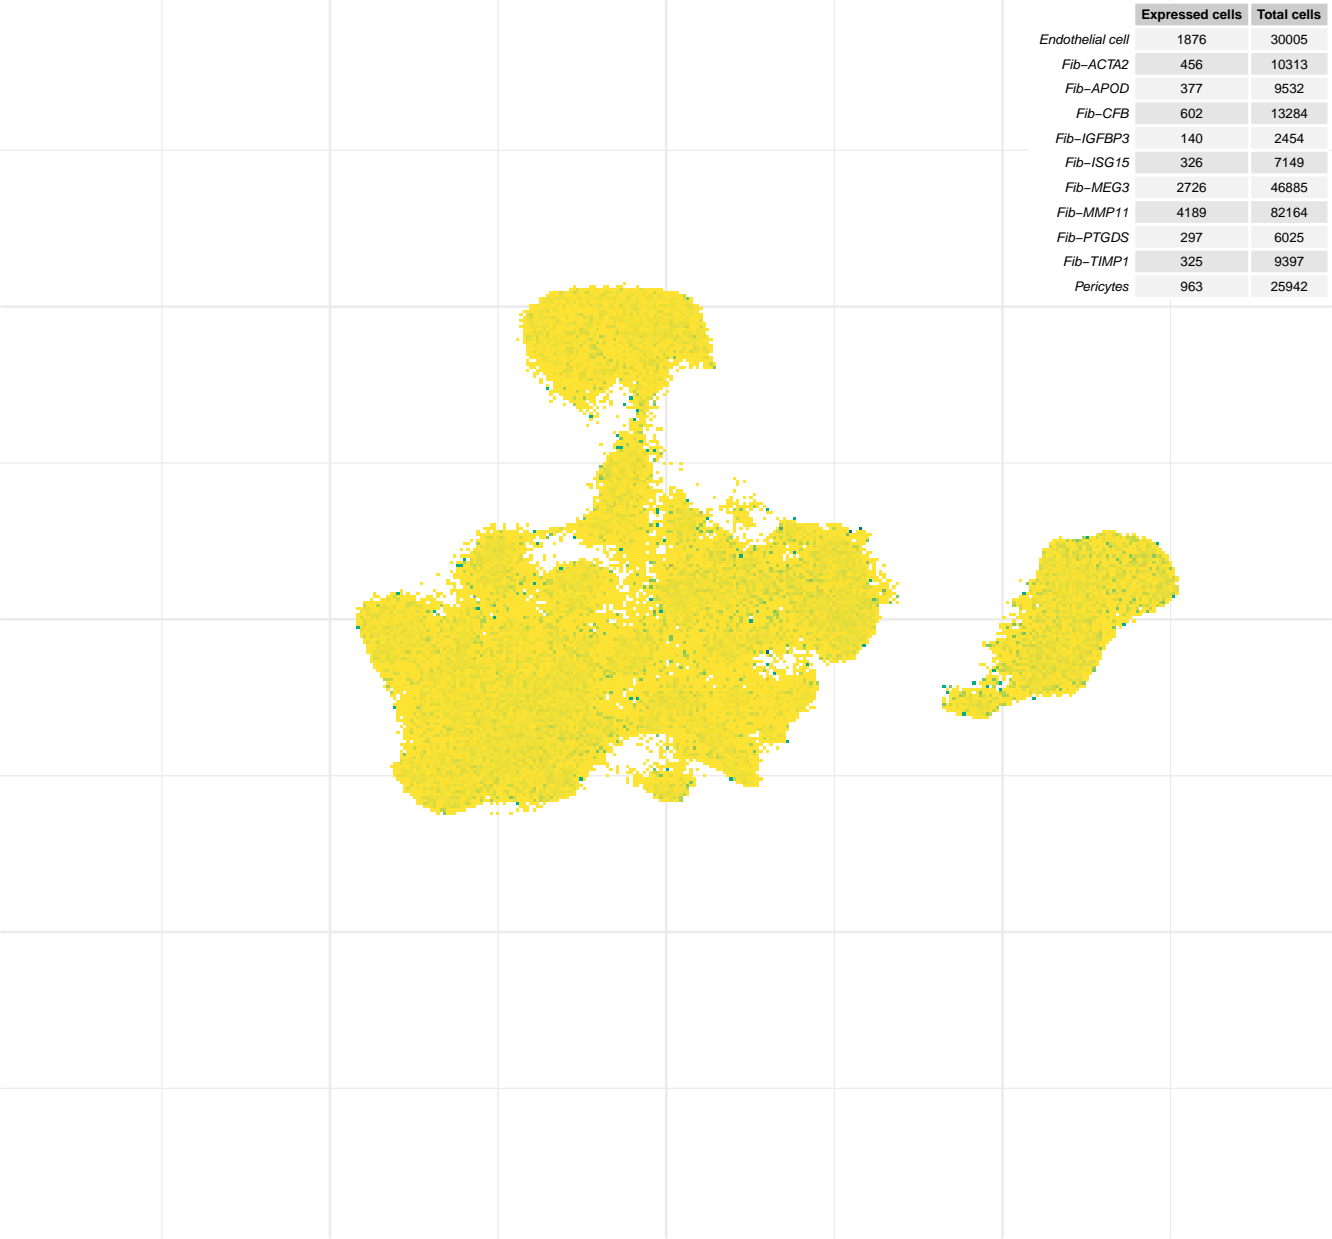 Expressed cells Total cells
Endothelial cell 1876 30005
Fib−ACTA2 456 10313
Fib−APOD 377 9532
Fib−CFB 602 13284
Fib−IGFBP3 140 2454
Fib−ISG15 326 7149
Fib−MEG3 2726 46885
Fib−MMP11 4189 82164
Fib−PTGDS 297 6025
Fib−TIMP1 325 9397
Pericytes 963 25942